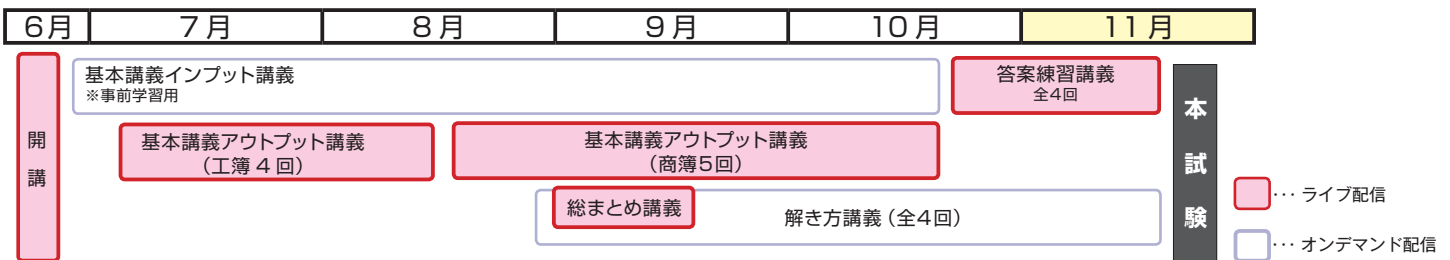 6月
7月
8月
9月
10月
11月
開講
基本講義インプット講義
※事前学習用
答案練習講義
全4回
本試験
基本講義アウトプット講義
（工簿 4 回）
基本講義アウトプット講義
（商簿5回）
総まとめ講義
解き方講義（全4回）
･･･ ライブ配信
･･･ オンデマンド配信